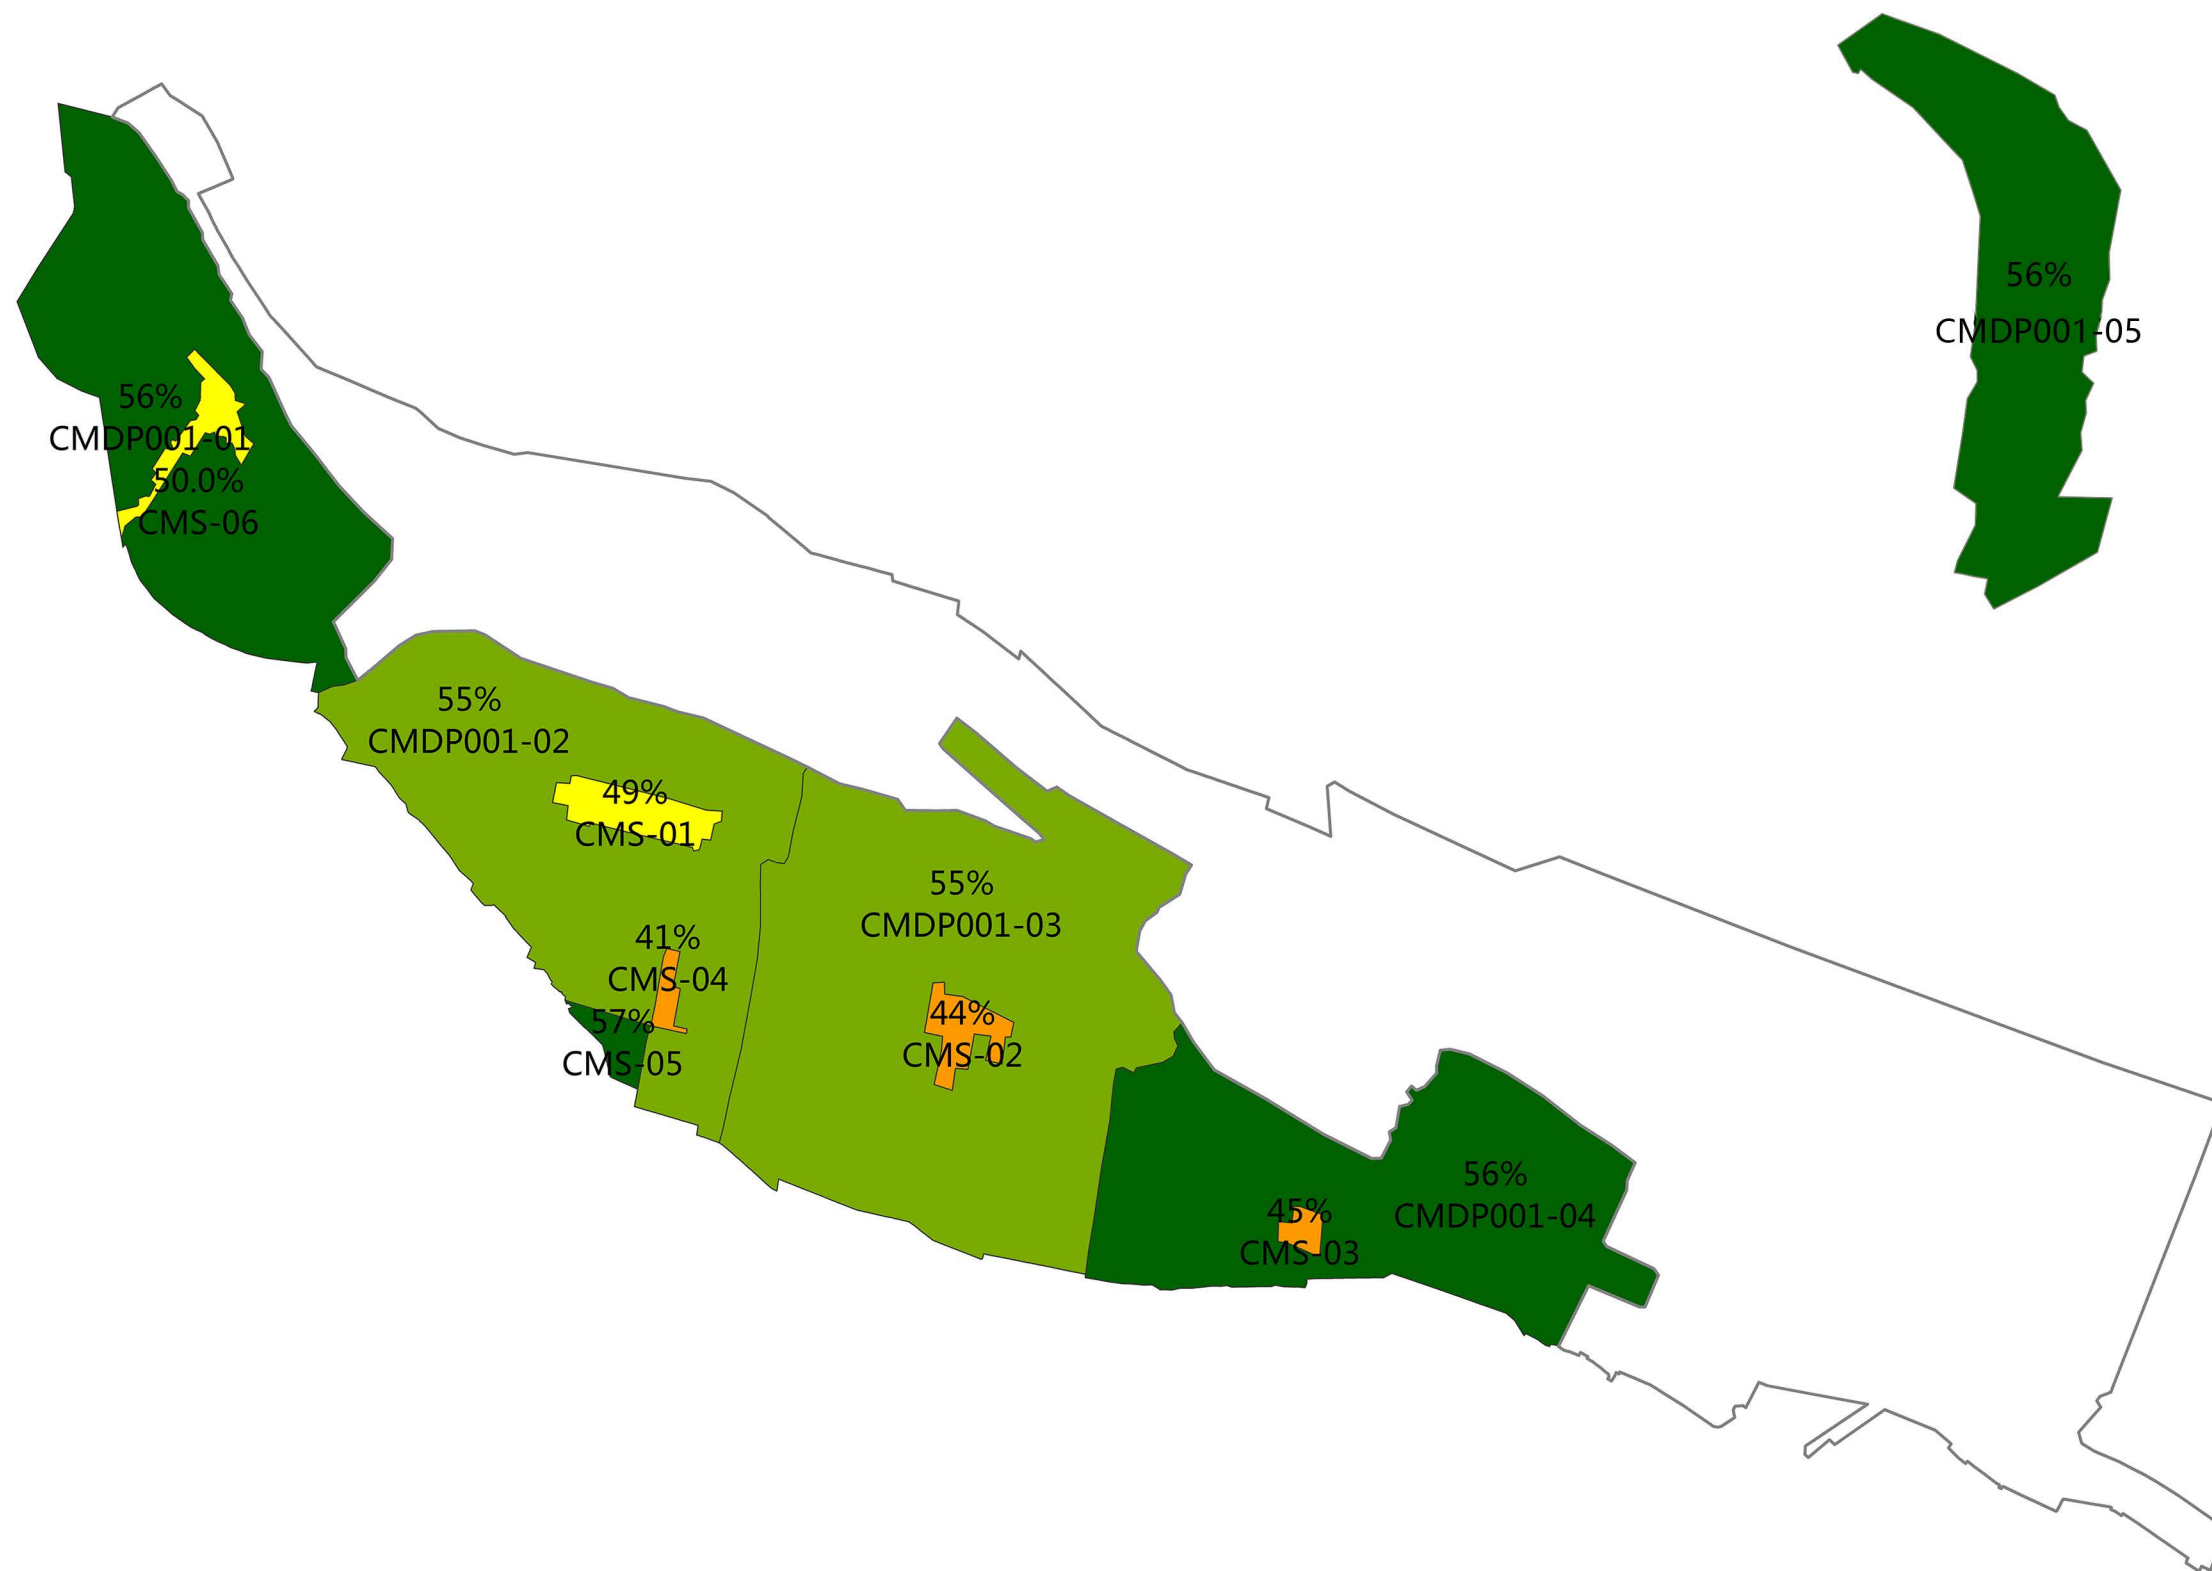 56%
CMDP001-05
56%
CMDP001-01
50.0%
CMS-06
55%
CMDP001-02
49%
CMS-01
55%
CMDP001-03
41%
CMS-04
57%
CMS-05
44%
CMS-02
56%
CMDP001-04
45%
CMS-03